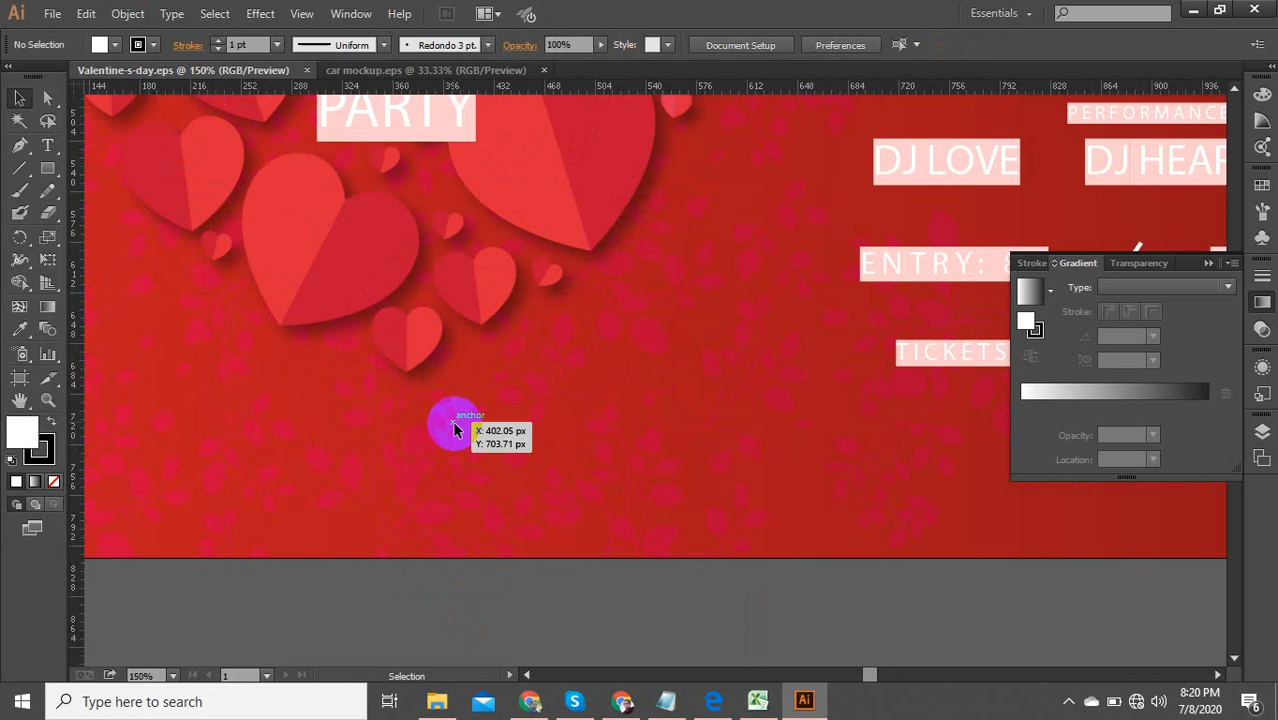 Ai File Edit Object Type Select Effect View Window Help Br Essentials
No Selection Stroke: 1 pt Uniform • Redondo 3 pt. Opacity: 100% Style: Document Setup Preferences
Valentine-s-day.eps @ 150% (RGB/Preview) × car mockup.eps @ 33.33% (RGB/Preview) ×
144 180 216 252 288 324 360 396 432 468 504 540 576 612 648 684 720 756 792 828 864 900 936
PARTY
PERFORMANCE
DJ LOVE DJ HEAR
ENTRY:
TICKETS
Stroke Gradient Transparency
Type:
Stroke:
Opacity:
Location:
anchor
X: 402.05 px
Y: 703.71 px
150% 1 Selection
Type here to search
S Ai
8:20 PM
7/8/2020
6